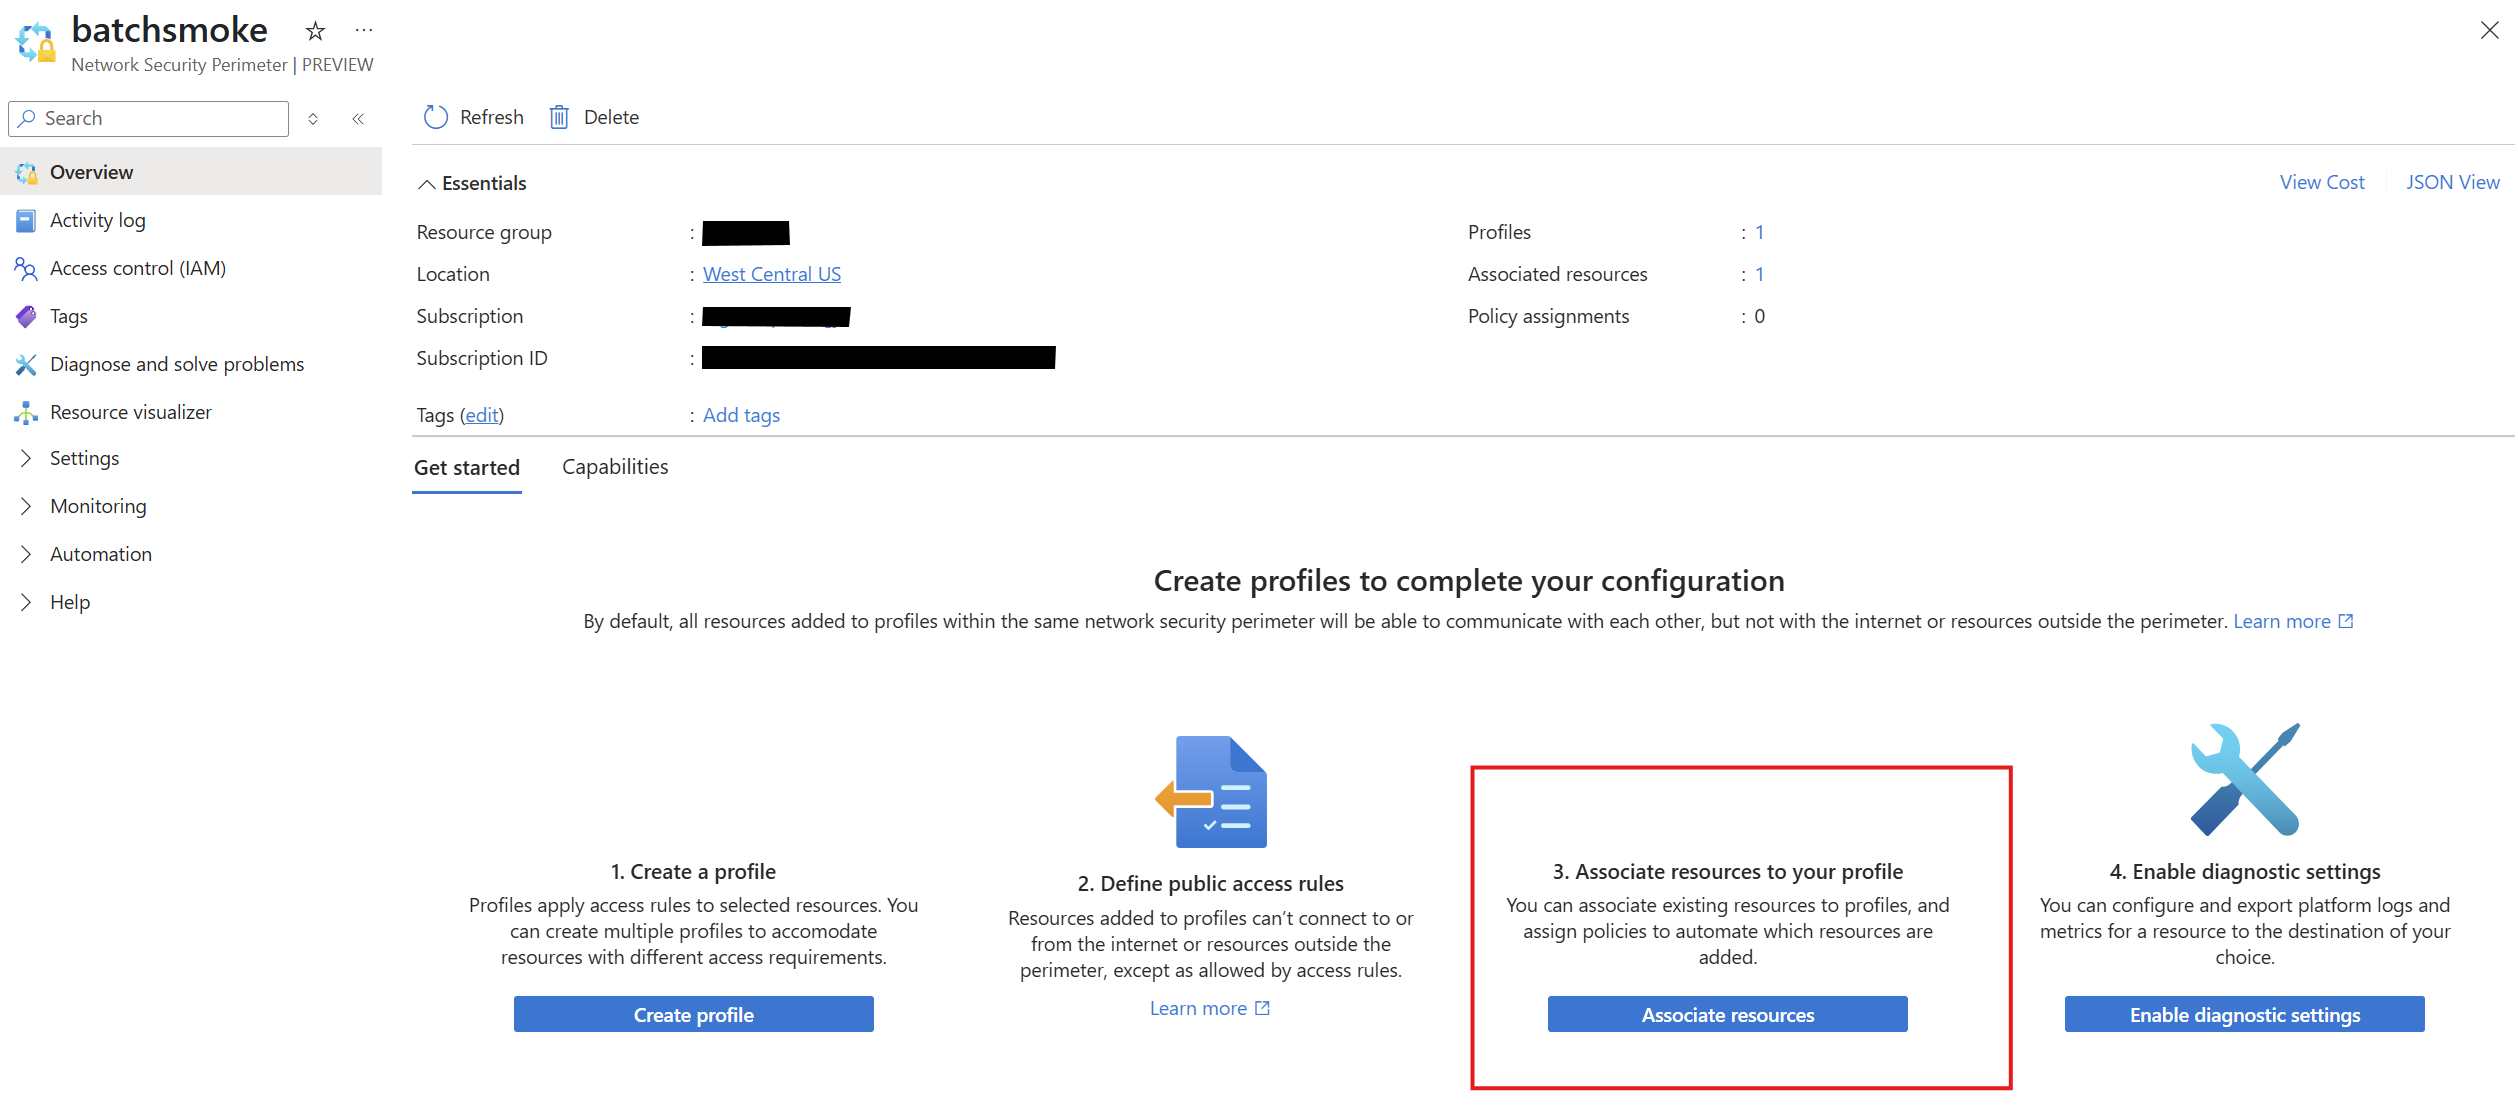 batchsmoke
Network Security Perimeter | PREVIEW
Search
Overview
Activity log
Access control (IAM)
Tags
Diagnose and solve problems
Resource visualizer
Settings
Monitoring
Automation
Help
Refresh
Delete
Essentials
View Cost
JSON View
Resource group :
Location : West Central US
Subscription :
Subscription ID :
Tags (edit) : Add tags
Profiles : 1
Associated resources : 1
Policy assignments : 0
Get started
Capabilities
Create profiles to complete your configuration
By default, all resources added to profiles within the same network security perimeter will be able to communicate with each other, but not with the internet or resources outside the perimeter. Learn more
1. Create a profile
Profiles apply access rules to selected resources. You
can create multiple profiles to accomodate
resources with different access requirements.
Create profile
2. Define public access rules
Resources added to profiles can’t connect to or
from the internet or resources outside the
perimeter, except as allowed by access rules.
Learn more
3. Associate resources to your profile
You can associate existing resources to profiles, and
assign policies to automate which resources are
added.
Associate resources
4. Enable diagnostic settings
You can configure and export platform logs and
metrics for a resource to the destination of your
choice.
Enable diagnostic settings